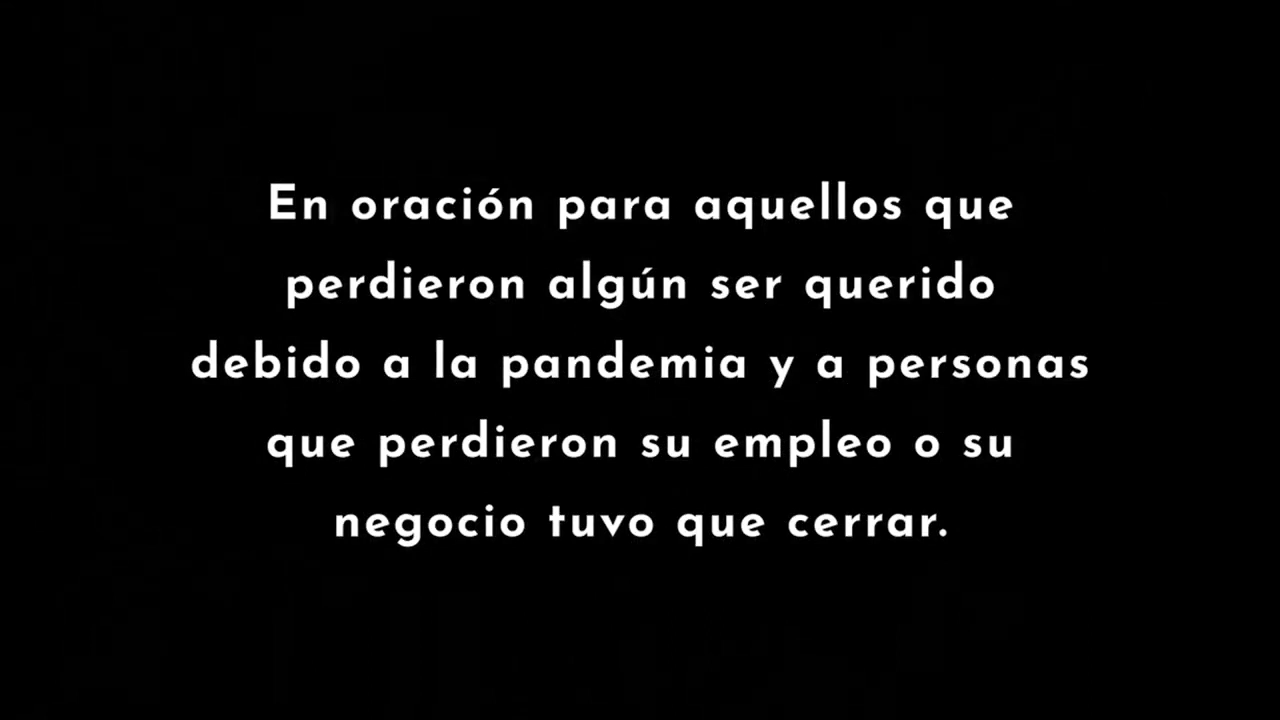 En oración para aquellos que
perdieron algún ser querido
debido a la pandemia y a personas
que perdieron su empleo o su
negocio tuvo que cerrar.